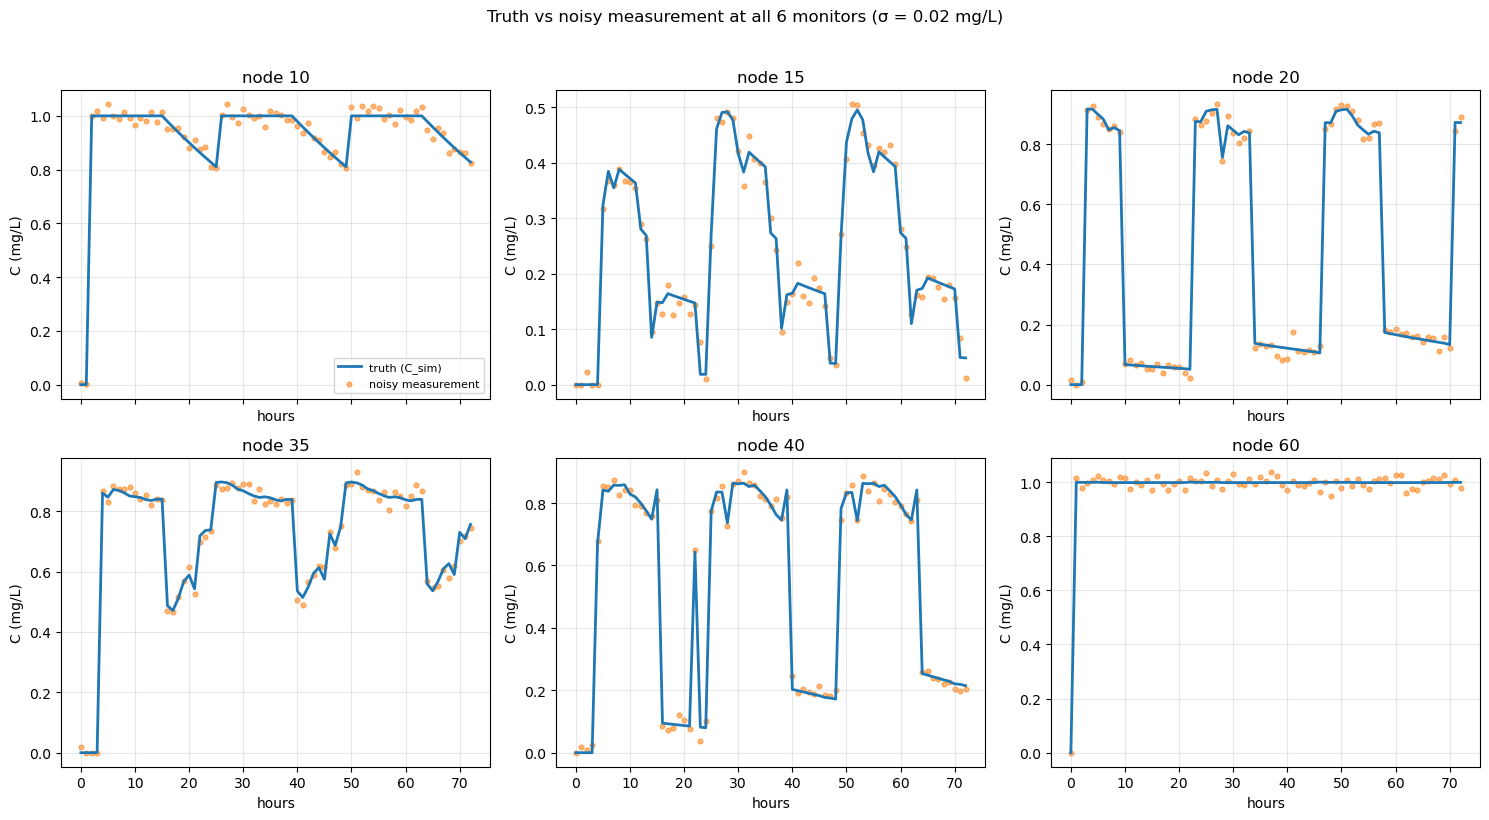 Truth vs noisy measurement at all 6 monitors (σ = 0.02 mg/L)
node 10
C (mg/L)
1.0
0.8
0.6
0.4
0.2
0.0
truth (C_sim)
noisy measurement
hours
node 15
C (mg/L)
0.5
0.4
0.3
0.2
0.1
0.0
hours
node 20
C (mg/L)
0.8
0.6
0.4
0.2
0.0
hours
node 35
C (mg/L)
0.8
0.6
0.4
0.2
0.0
0 10 20 30 40 50 60 70
hours
node 40
C (mg/L)
0.8
0.6
0.4
0.2
0.0
0 10 20 30 40 50 60 70
hours
node 60
C (mg/L)
1.0
0.8
0.6
0.4
0.2
0.0
0 10 20 30 40 50 60 70
hours